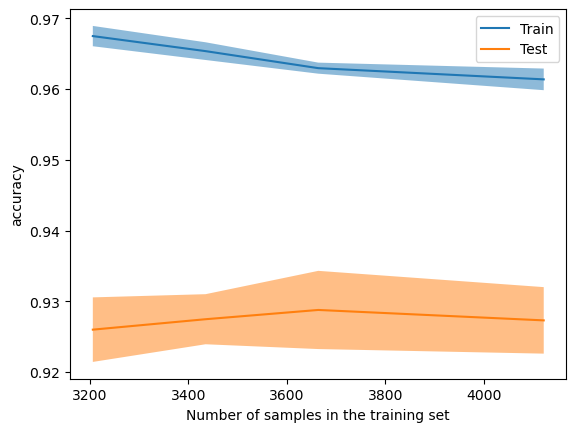 0.97
0.96
0.95
0.94
0.93
0.92
accuracy
Train
Test
3200
3400
3600
3800
4000
Number of samples in the training set